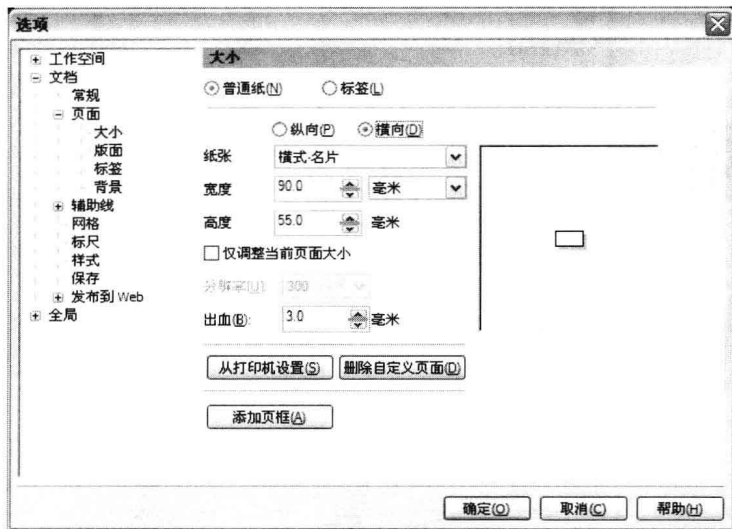 选项
工作空间
文档
常规
页面
大小
版面
标签
背景
辅助线
网格
标尺
样式
保存
发布到 Web
全局
大小
普通纸(N) 标签(L)
纵向(P) 横向(D)
纸张 横式-名片
宽度 90.0 毫米
高度 55.0 毫米
仅调整当前页面大小
分辨率(U): 300
出血(B): 3.0 毫米
从打印机设置(S) 删除自定义页面(D)
添加页框(A)
确定(O) 取消(C) 帮助(H)